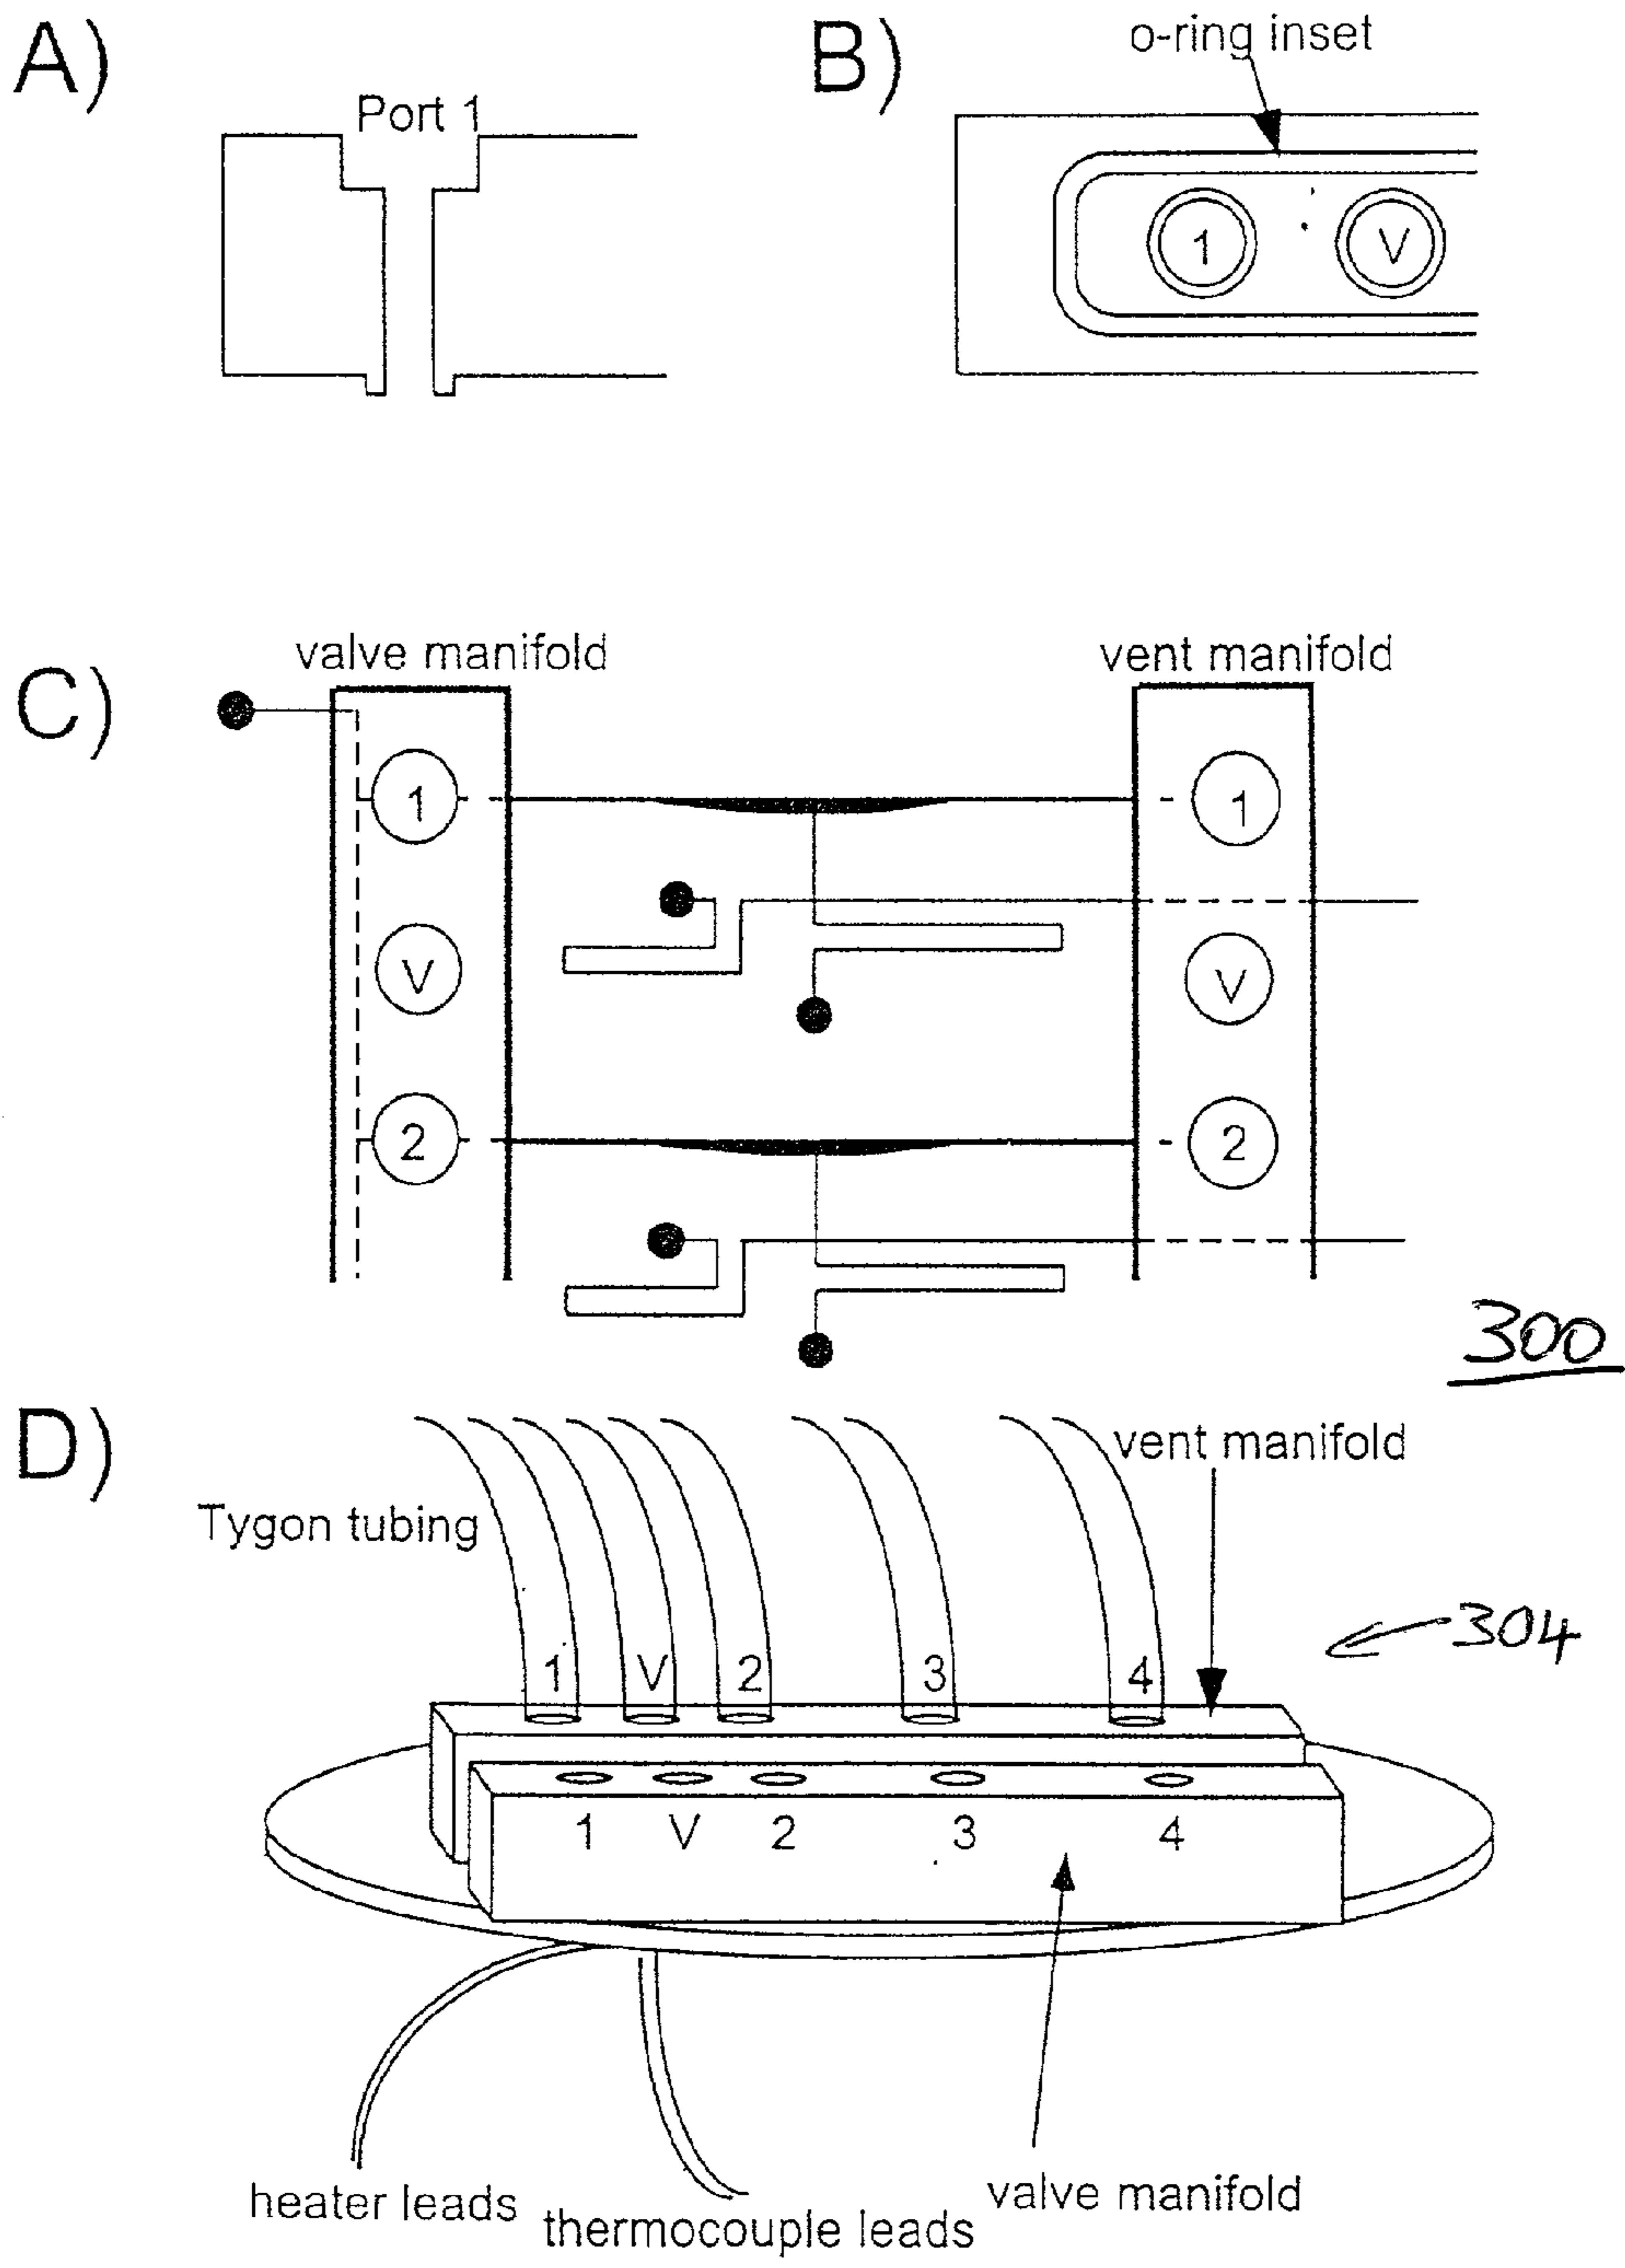 A)
Port 1
B)
o-ring inset
1
V
C)
valve manifold
vent manifold
1
1
V
V
2
2
300
D)
vent manifold
Tygon tubing
304
1 V 2 3 4
1 V 2 3 4
heater leads
thermocouple leads
valve manifold